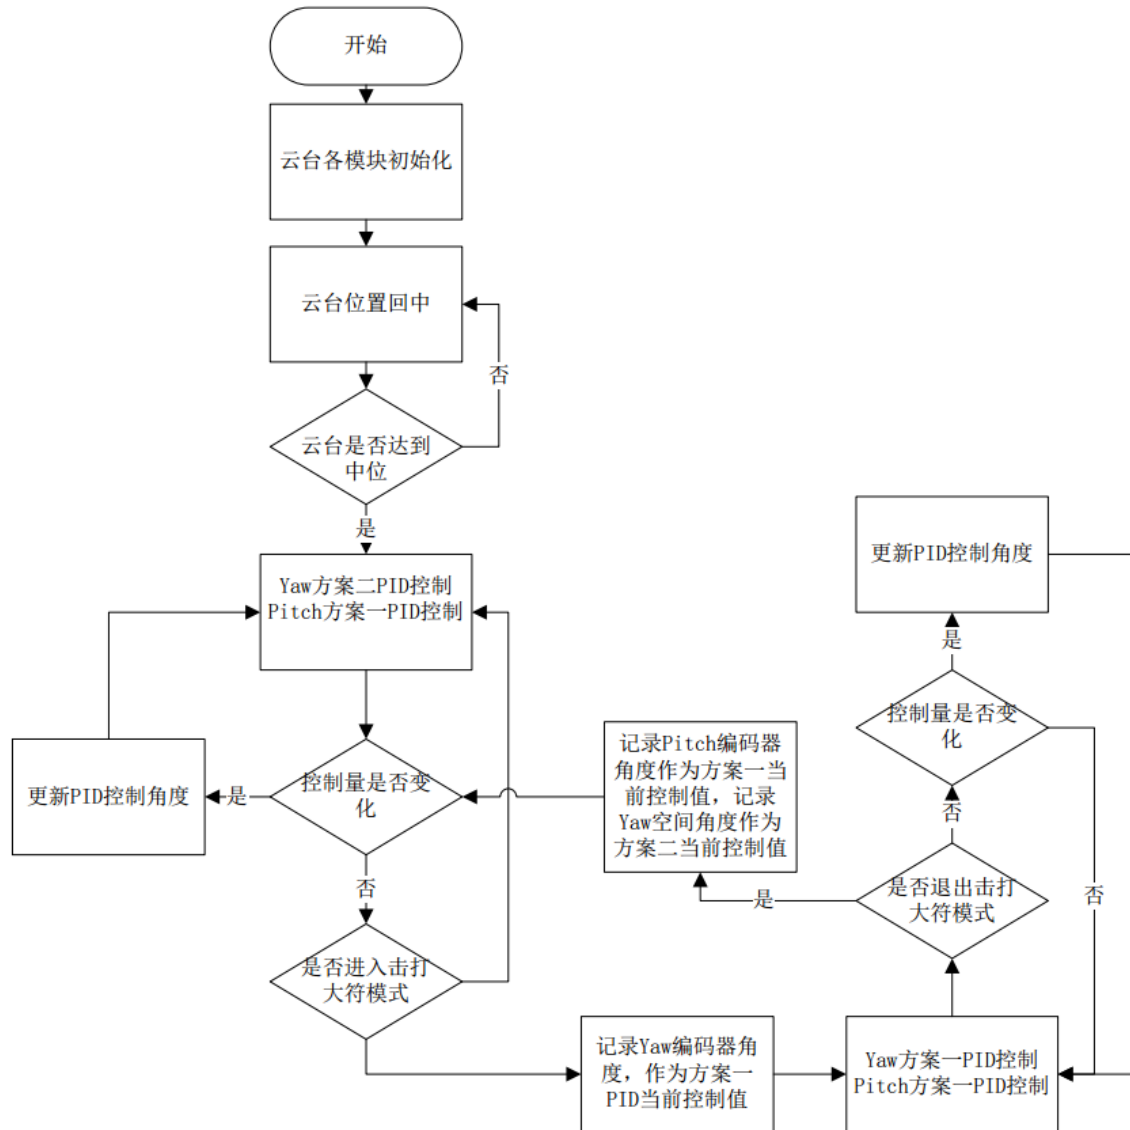 开始
云台各模块初始化
云台位置回中
否
云台是否达到
中位
是
Yaw方案二PID控制
Pitch方案一PID控制
更新PID控制角度
是
控制量是否变
化
否
是否进入击打
大符模式
记录Yaw编码器角
度，作为方案一
PID当前控制值
Yaw方案一PID控制
Pitch方案一PID控制
是否退出击打
大符模式
是
记录Pitch编码器
角度作为方案一当
前控制值，记录
Yaw空间角度作为
方案二当前控制值
否
控制量是否变
化
否
是
更新PID控制角度